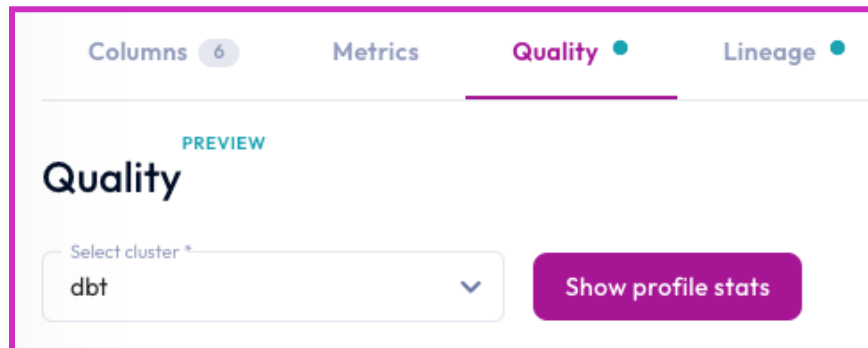 Columns 6 Metrics Quality Lineage
PREVIEW
Quality
Select cluster *
dbt
Show profile stats